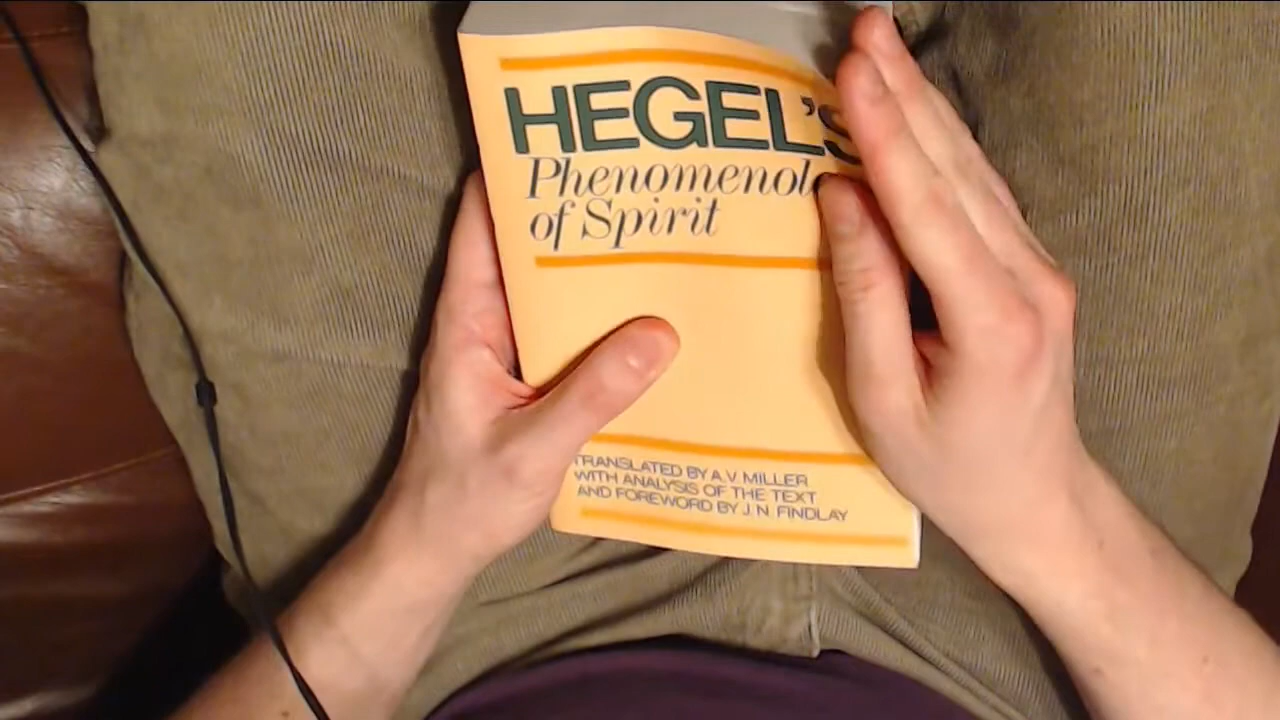 HEGEL'S
Phenomenol
of Spirit
TRANSLATED BY A.V. MILLER
WITH ANALYSIS OF THE TEXT
AND FOREWORD BY J. N. FINDLAY